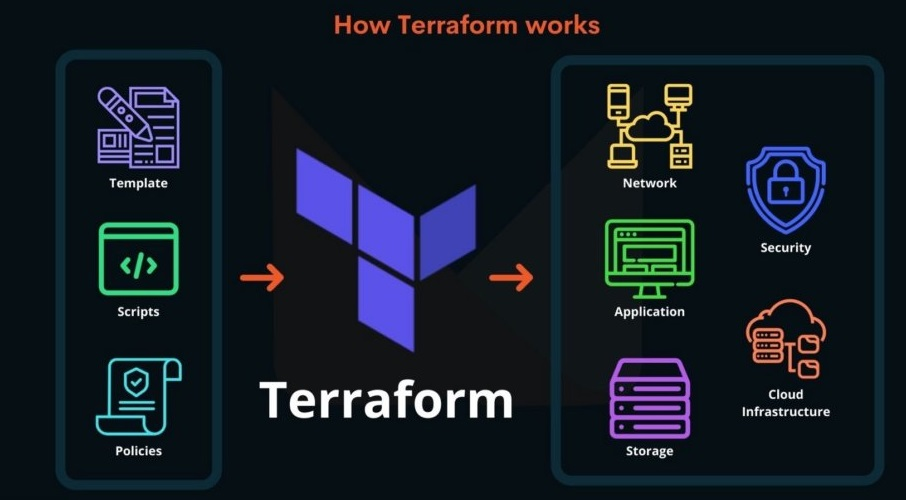 How Terraform works
Template
Scripts
Policies
Terraform
Network
Application
Storage
Security
Cloud
Infrastructure